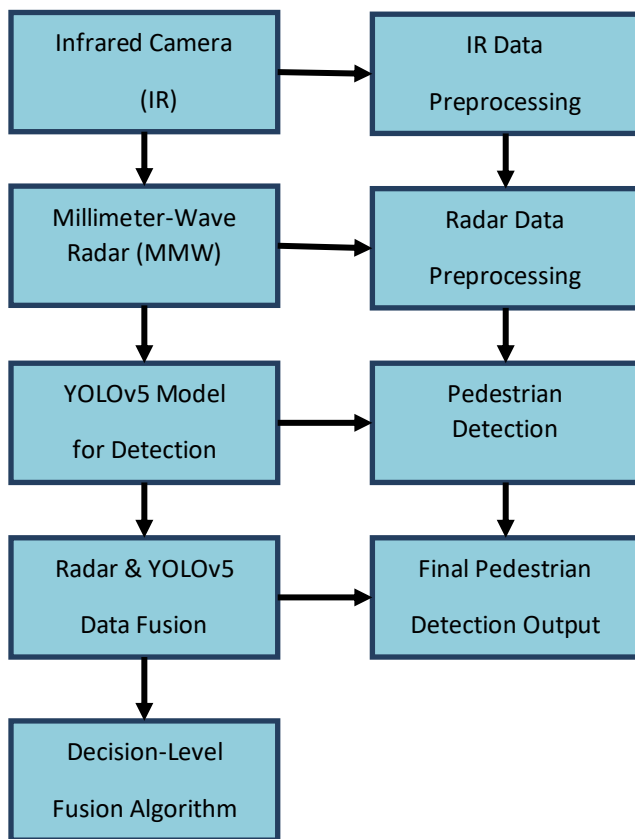 Infrared Camera
(IR)
IR Data
Preprocessing
Millimeter-Wave
Radar (MMW)
Radar Data
Preprocessing
YOLOv5 Model
for Detection
Pedestrian
Detection
Radar & YOLOv5
Data Fusion
Final Pedestrian
Detection Output
Decision-Level
Fusion Algorithm